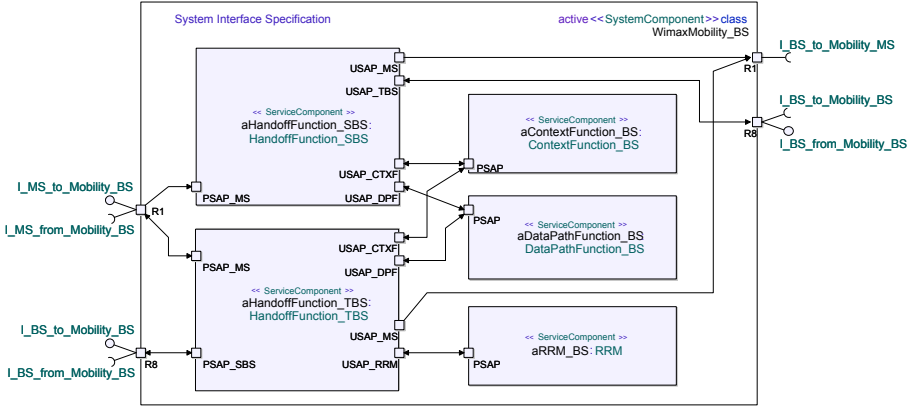 System Interface Specification
active <<SystemComponent>> class
WimaxMobility_BS
I_BS_to_Mobility_MS
R1
USAP_MS
USAP_TBS
<< ServiceComponent >>
aHandoffFunction_SBS:
HandoffFunction_SBS
USAP_CTXF
USAP_DPF
PSAP_MS
<< ServiceComponent >>
aContextFunction_BS:
ContextFunction_BS
PSAP
I_BS_to_Mobility_BS
R8
I_BS_from_Mobility_BS
I_MS_to_Mobility_BS
R1
I_MS_from_Mobility_BS
PSAP
<< ServiceComponent >>
aDataPathFunction_BS
DataPathFunction_BS
USAP_CTXF
PSAP_MS
USAP_DPF
<< ServiceComponent >>
aHandoffFunction_TBS:
HandoffFunction_TBS
USAP_MS
PSAP_SBS
USAP_RRM
<< ServiceComponent >>
aRRM_BS: RRM
PSAP
I_BS_to_Mobility_BS
R8
I_BS_from_Mobility_BS